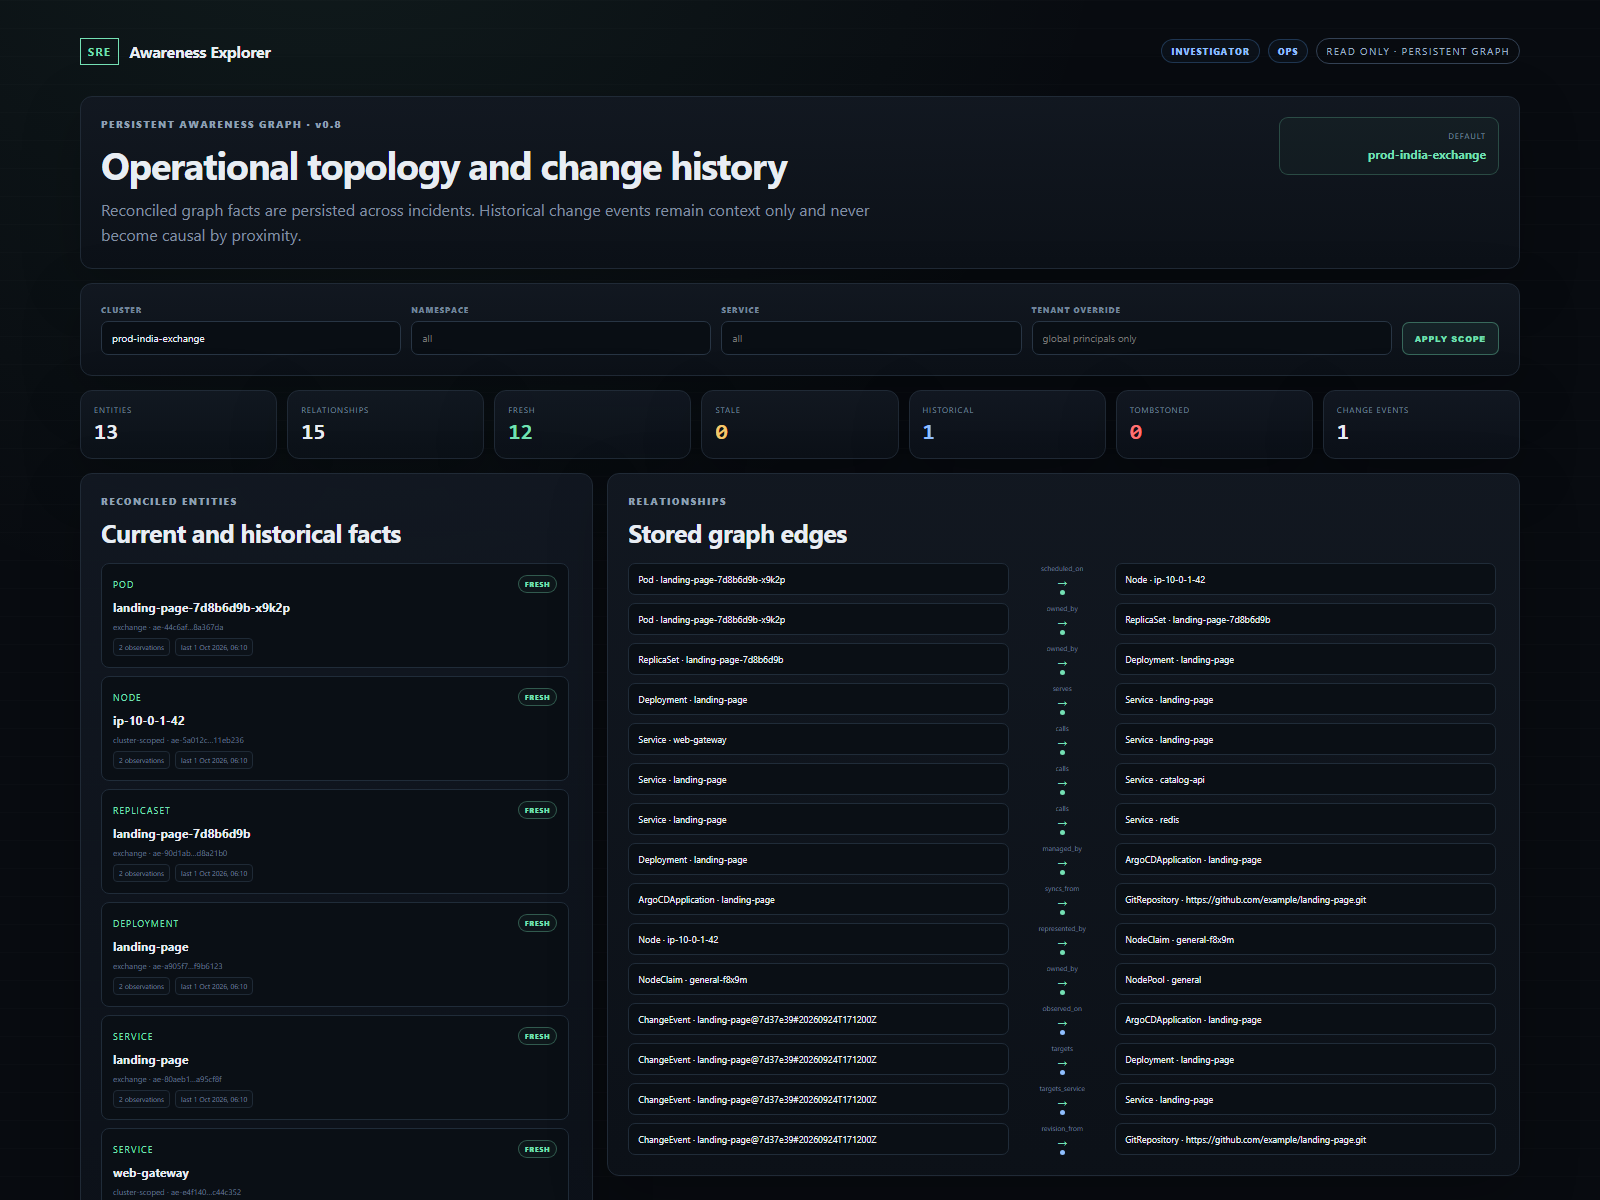 SRE Awareness Explorer
INVESTIGATOR OPS READ ONLY · PERSISTENT GRAPH
PERSISTENT AWARENESS GRAPH · v0.8
Operational topology and change history
Reconciled graph facts are persisted across incidents. Historical change events remain context only and never
become causal by proximity.
DEFAULT
prod-india-exchange
CLUSTER NAMESPACE SERVICE TENANT OVERRIDE
prod-india-exchange all all global principals only APPLY SCOPE
ENTITIES RELATIONSHIPS FRESH STALE HISTORICAL TOMBSTONED CHANGE EVENTS
13 15 12 0 1 0 1
RECONCILED ENTITIES
Current and historical facts
POD FRESH
landing-page-7d8b6d9b-x9k2p
exchange · ae-44c6af...8a367da
2 observations last 1 Oct 2026, 06:10
NODE FRESH
ip-10-0-1-42
cluster-scoped · ae-5a012c...11eb236
2 observations last 1 Oct 2026, 06:10
REPLICASET FRESH
landing-page-7d8b6d9b
exchange · ae-90d1ab...d8a21b0
2 observations last 1 Oct 2026, 06:10
DEPLOYMENT FRESH
landing-page
exchange · ae-a905f7...f9b6123
2 observations last 1 Oct 2026, 06:10
SERVICE FRESH
landing-page
exchange · ae-80aeb1...a95cf8f
2 observations last 1 Oct 2026, 06:10
SERVICE FRESH
web-gateway
cluster-scoped · ae-e4f140...c44c352
RELATIONSHIPS
Stored graph edges
Pod · landing-page-7d8b6d9b-x9k2p scheduled_on → Node · ip-10-0-1-42
Pod · landing-page-7d8b6d9b-x9k2p owned_by → ReplicaSet · landing-page-7d8b6d9b
ReplicaSet · landing-page-7d8b6d9b owned_by → Deployment · landing-page
Deployment · landing-page serves → Service · landing-page
Service · web-gateway calls → Service · landing-page
Service · landing-page calls → Service · catalog-api
Service · landing-page calls → Service · redis
Deployment · landing-page managed_by → ArgoCDApplication · landing-page
ArgoCDApplication · landing-page syncs_from → GitRepository · https://github.com/example/landing-page.git
Node · ip-10-0-1-42 represented_by → NodeClaim · general-f8x9m
NodeClaim · general-f8x9m owned_by → NodePool · general
ChangeEvent · landing-page@7d37e39#20260924T171200Z observed_on → ArgoCDApplication · landing-page
ChangeEvent · landing-page@7d37e39#20260924T171200Z targets → Deployment · landing-page
ChangeEvent · landing-page@7d37e39#20260924T171200Z targets_service → Service · landing-page
ChangeEvent · landing-page@7d37e39#20260924T171200Z revision_from → GitRepository · https://github.com/example/landing-page.git